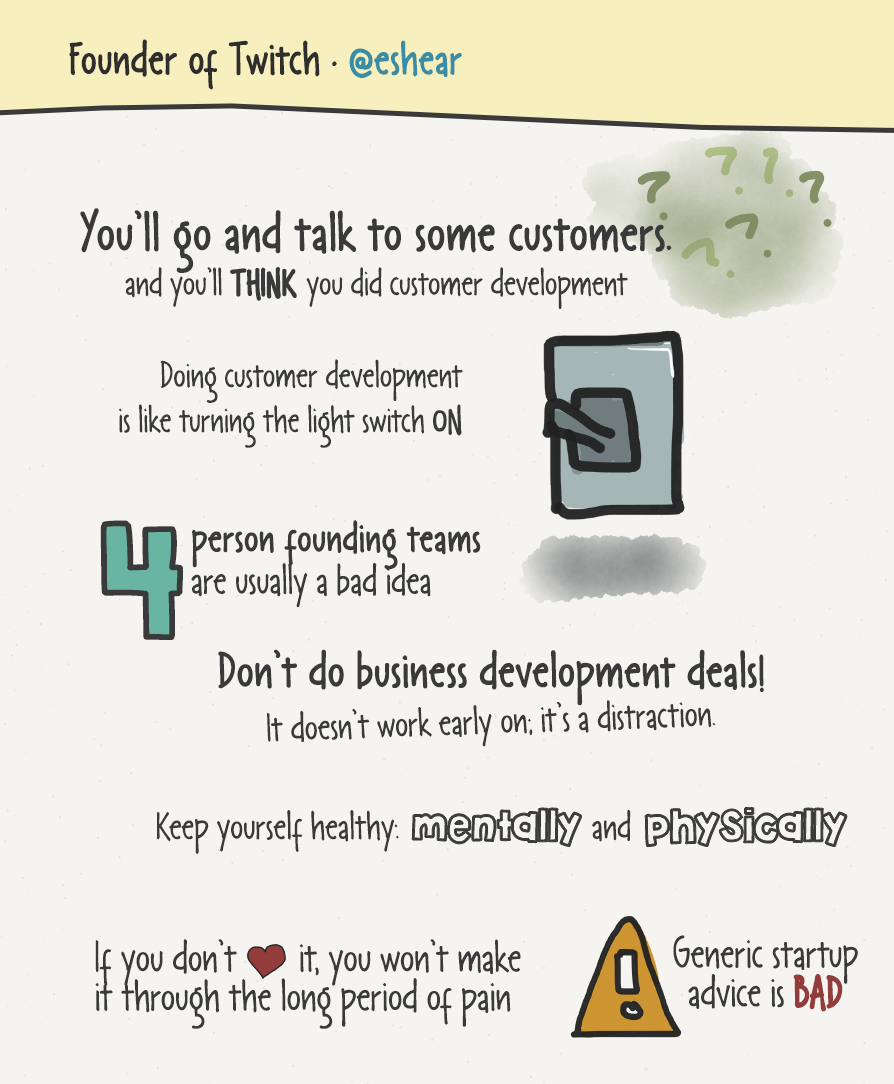 Founder of Twitch · @eshear
You'll go and talk to some customers.
and you'll THINK you did customer development
? ? ? ? ? ?
Doing customer development
is like turning the light switch ON
4 person founding teams
are usually a bad idea
Don't do business development deals!
It doesn't work early on; it's a distraction.
Keep yourself healthy: mentally and physically
If you don't ♥ it, you won't make
it through the long period of pain
!
Generic startup
advice is BAD